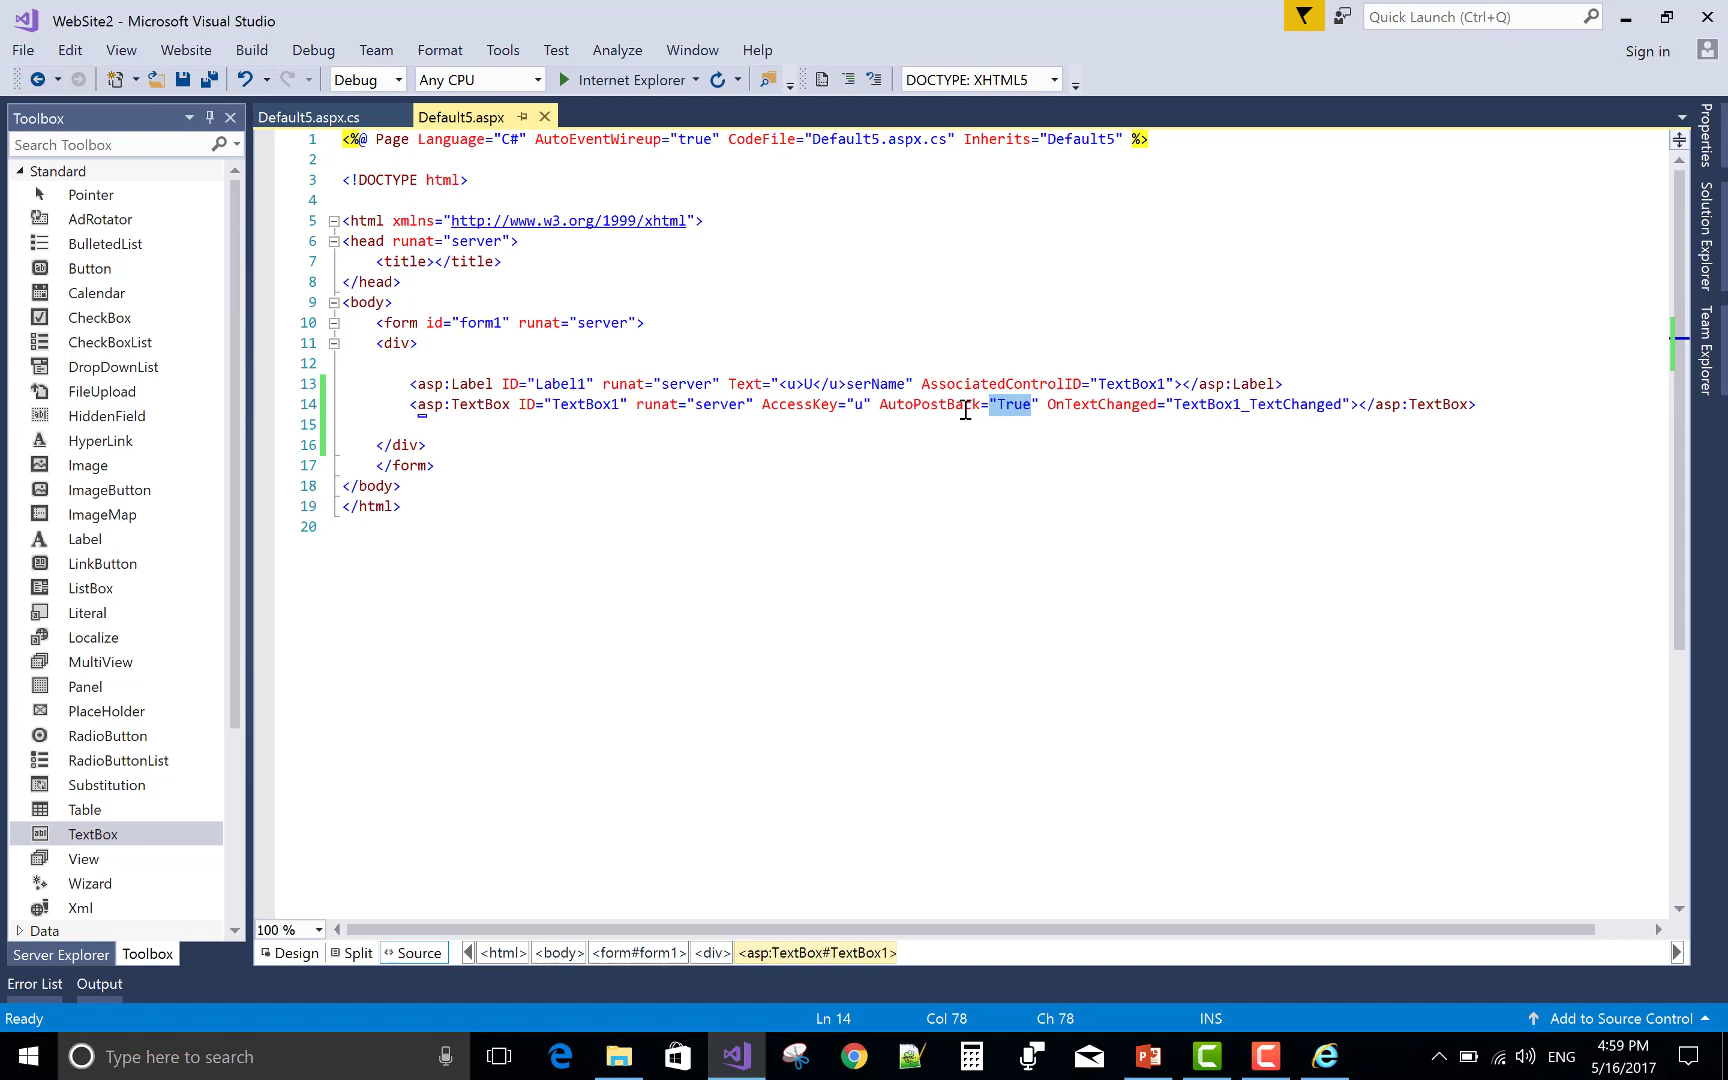 WebSite2 - Microsoft Visual Studio
Quick Launch (Ctrl+Q)
File Edit View Website Build Debug Team Format Tools Test Analyze Window Help
Sign in
Debug Any CPU Internet Explorer DOCTYPE: XHTML5
Toolbox
Default5.aspx.cs Default5.aspx
Search Toolbox
Standard
Pointer
AdRotator
BulletedList
Button
Calendar
CheckBox
CheckBoxList
DropDownList
FileUpload
HiddenField
HyperLink
Image
ImageButton
ImageMap
Label
LinkButton
ListBox
Literal
Localize
MultiView
Panel
PlaceHolder
RadioButton
RadioButtonList
Substitution
Table
TextBox
View
Wizard
Xml
Data
Server Explorer Toolbox
1 <%@ Page Language="C#" AutoEventWireup="true" CodeFile="Default5.aspx.cs" Inherits="Default5" %>
2
3 <!DOCTYPE html>
4
5 <html xmlns="http://www.w3.org/1999/xhtml">
6 <head runat="server">
7 <title></title>
8 </head>
9 <body>
10 <form id="form1" runat="server">
11 <div>
12
13 <asp:Label ID="Label1" runat="server" Text="<u>U</u>serName" AssociatedControlID="TextBox1"></asp:Label>
14 <asp:TextBox ID="TextBox1" runat="server" AccessKey="u" AutoPostBack="True" OnTextChanged="TextBox1_TextChanged"></asp:TextBox>
15
16 </div>
17 </form>
18 </body>
19 </html>
20
Properties
Solution Explorer
Team Explorer
100 %
Design Split Source <html> <body> <form#form1> <div> <asp:TextBox#TextBox1>
Error List Output
Ready Ln 14 Col 78 Ch 78 INS Add to Source Control
Type here to search
ENG
4:59 PM
5/16/2017